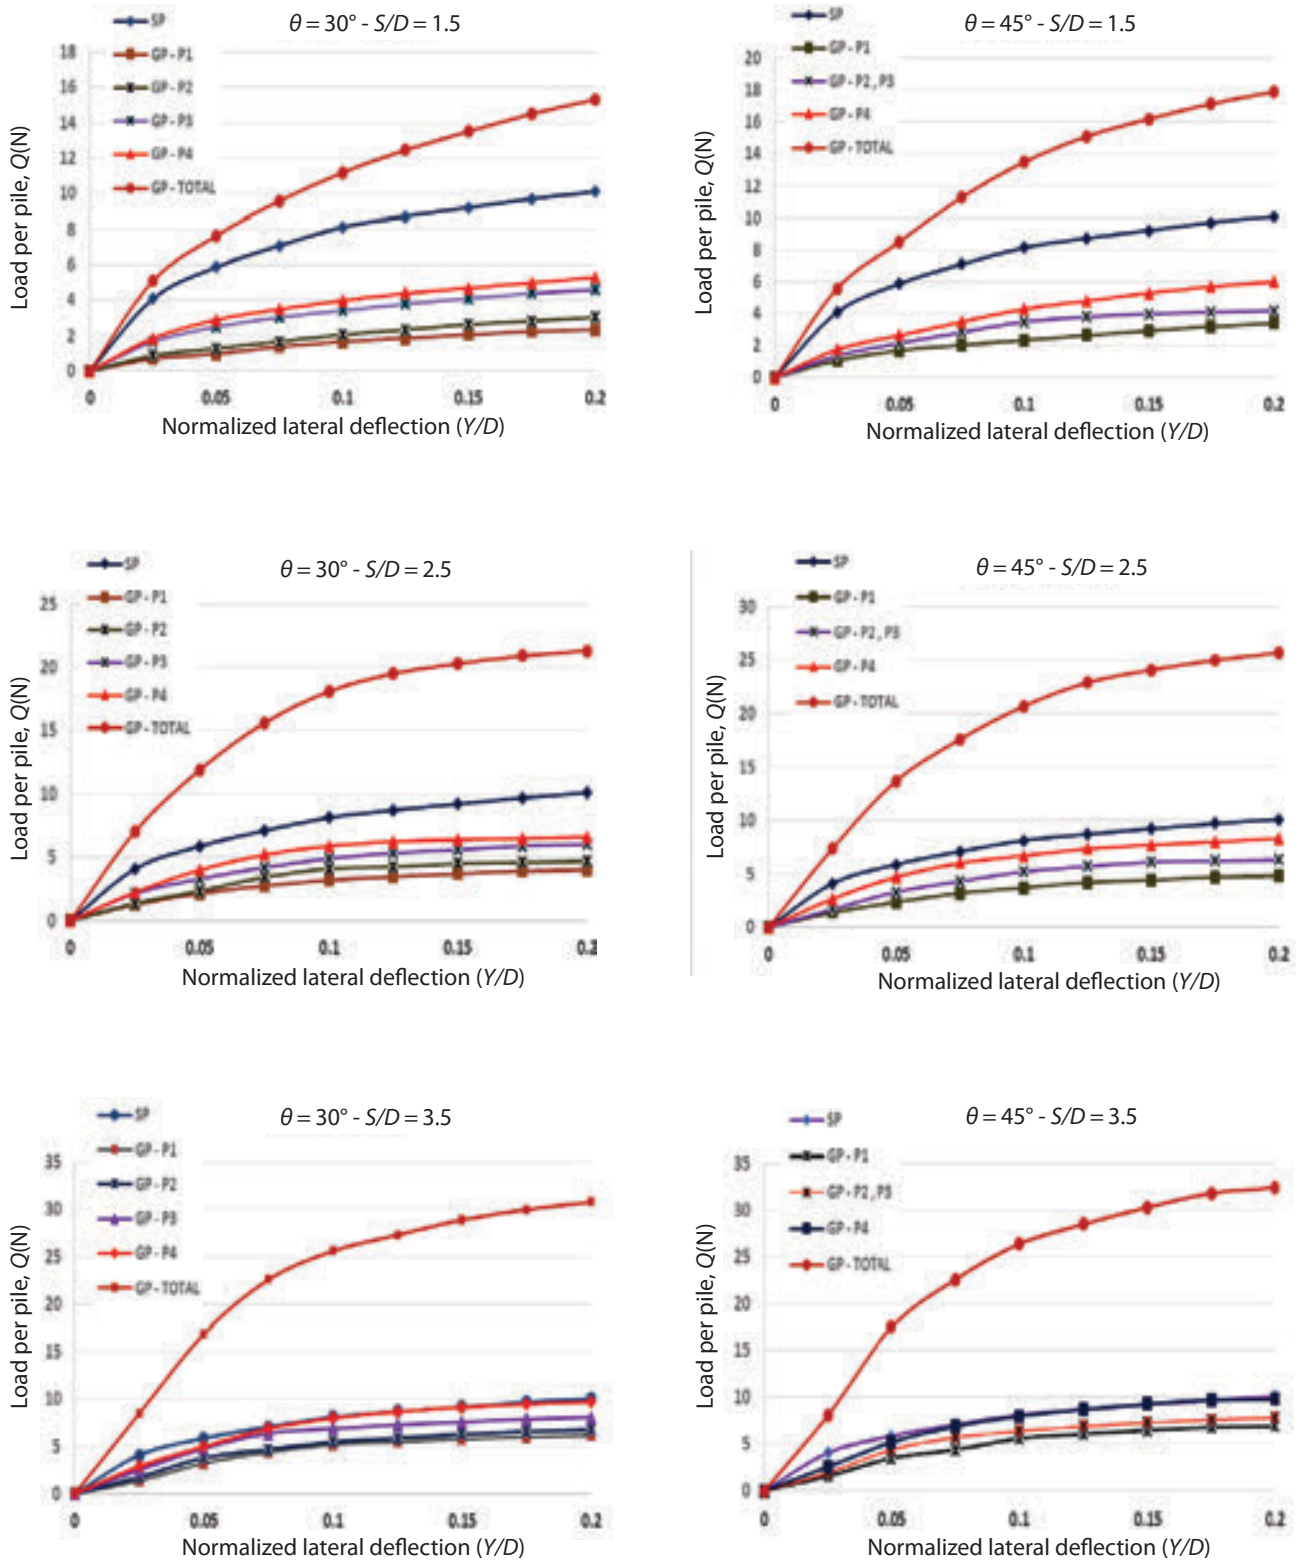 θ = 30° - S/D = 1.5
SP
GP - P1
GP - P2
GP - P3
GP - P4
GP - TOTAL
Load per pile, Q(N)
18
16
14
12
10
8
6
4
2
0
0 0.05 0.1 0.15 0.2
Normalized lateral deflection (Y/D)
θ = 45° - S/D = 1.5
SP
GP - P1
GP - P2, P3
GP - P4
GP - TOTAL
Load per pile, Q(N)
20
18
16
14
12
10
8
6
4
2
0
0 0.05 0.1 0.15 0.2
Normalized lateral deflection (Y/D)
θ = 30° - S/D = 2.5
SP
GP - P1
GP - P2
GP - P3
GP - P4
GP - TOTAL
Load per pile, Q(N)
25
20
15
10
5
0
0 0.05 0.1 0.15 0.2
Normalized lateral deflection (Y/D)
θ = 45° - S/D = 2.5
SP
GP - P1
GP - P2, P3
GP - P4
GP - TOTAL
Load per pile, Q(N)
30
25
20
15
10
5
0
0 0.05 0.1 0.15 0.2
Normalized lateral deflection (Y/D)
θ = 30° - S/D = 3.5
SP
GP - P1
GP - P2
GP - P3
GP - P4
GP - TOTAL
Load per pile, Q(N)
35
30
25
20
15
10
5
0
0 0.05 0.1 0.15 0.2
Normalized lateral deflection (Y/D)
θ = 45° - S/D = 3.5
SP
GP - P1
GP - P2, P3
GP - P4
GP - TOTAL
Load per pile, Q(N)
35
30
25
20
15
10
5
0
0 0.05 0.1 0.15 0.2
Normalized lateral deflection (Y/D)